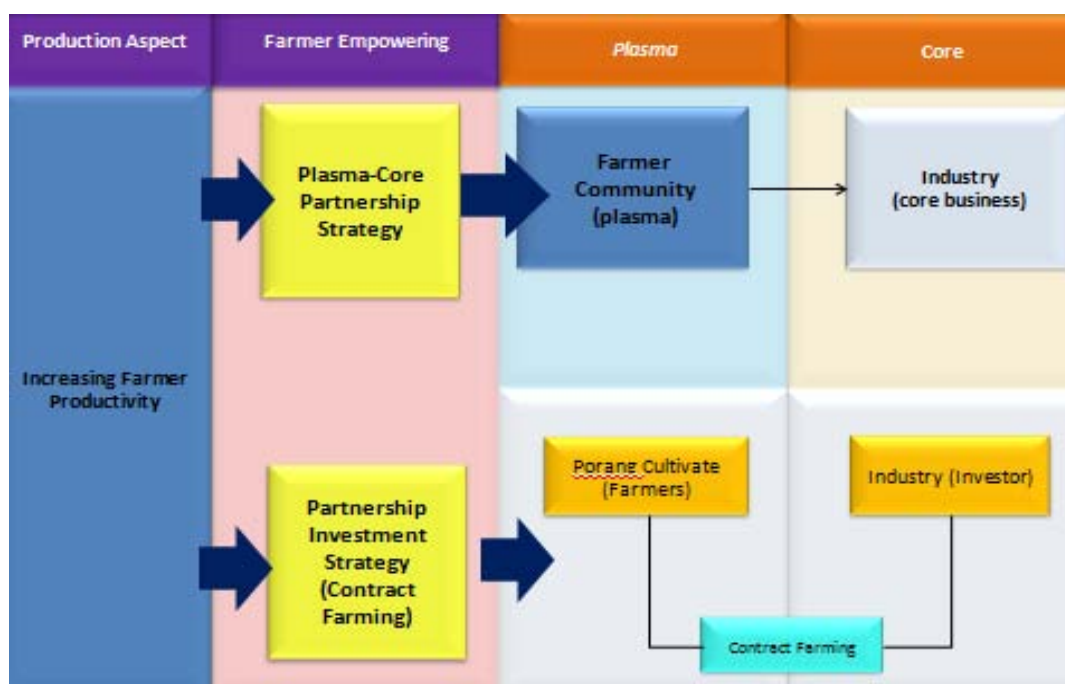 Production Aspect
Farmer Empowering
Plasma
Core
Plasma-Core
Partnership
Strategy
Farmer
Community
(plasma)
Industry
(core business)
Increasing Farmer
Productivity
Partnership
Investment
Strategy
(Contract
Farming)
Porang Cultivate
(Farmers)
Industry (Investor)
Contract Farming